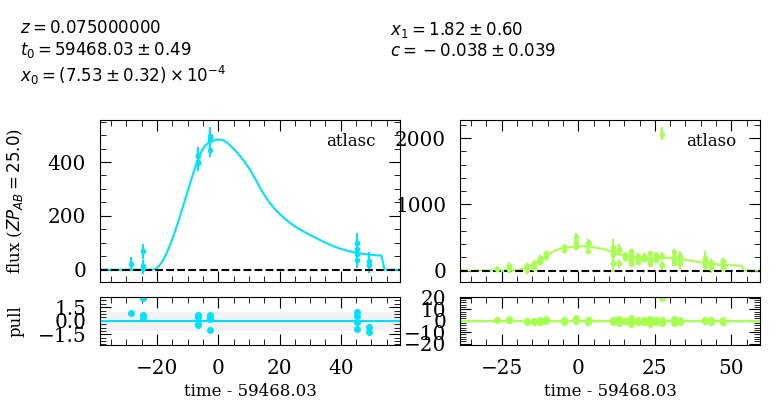 z = 0.075000000
t0 = 59468.03 ± 0.49
x0 = (7.53 ± 0.32) × 10^-4
x1 = 1.82 ± 0.60
c = −0.038 ± 0.039
flux (ZP_AB = 25.0)
400
200
0
atlasc
2000
1000
0
atlaso
pull
1.5
0.0
−1.5
20
10
0
−10
−20
−20 0 20 40
−25 0 25 50
time - 59468.03
time - 59468.03